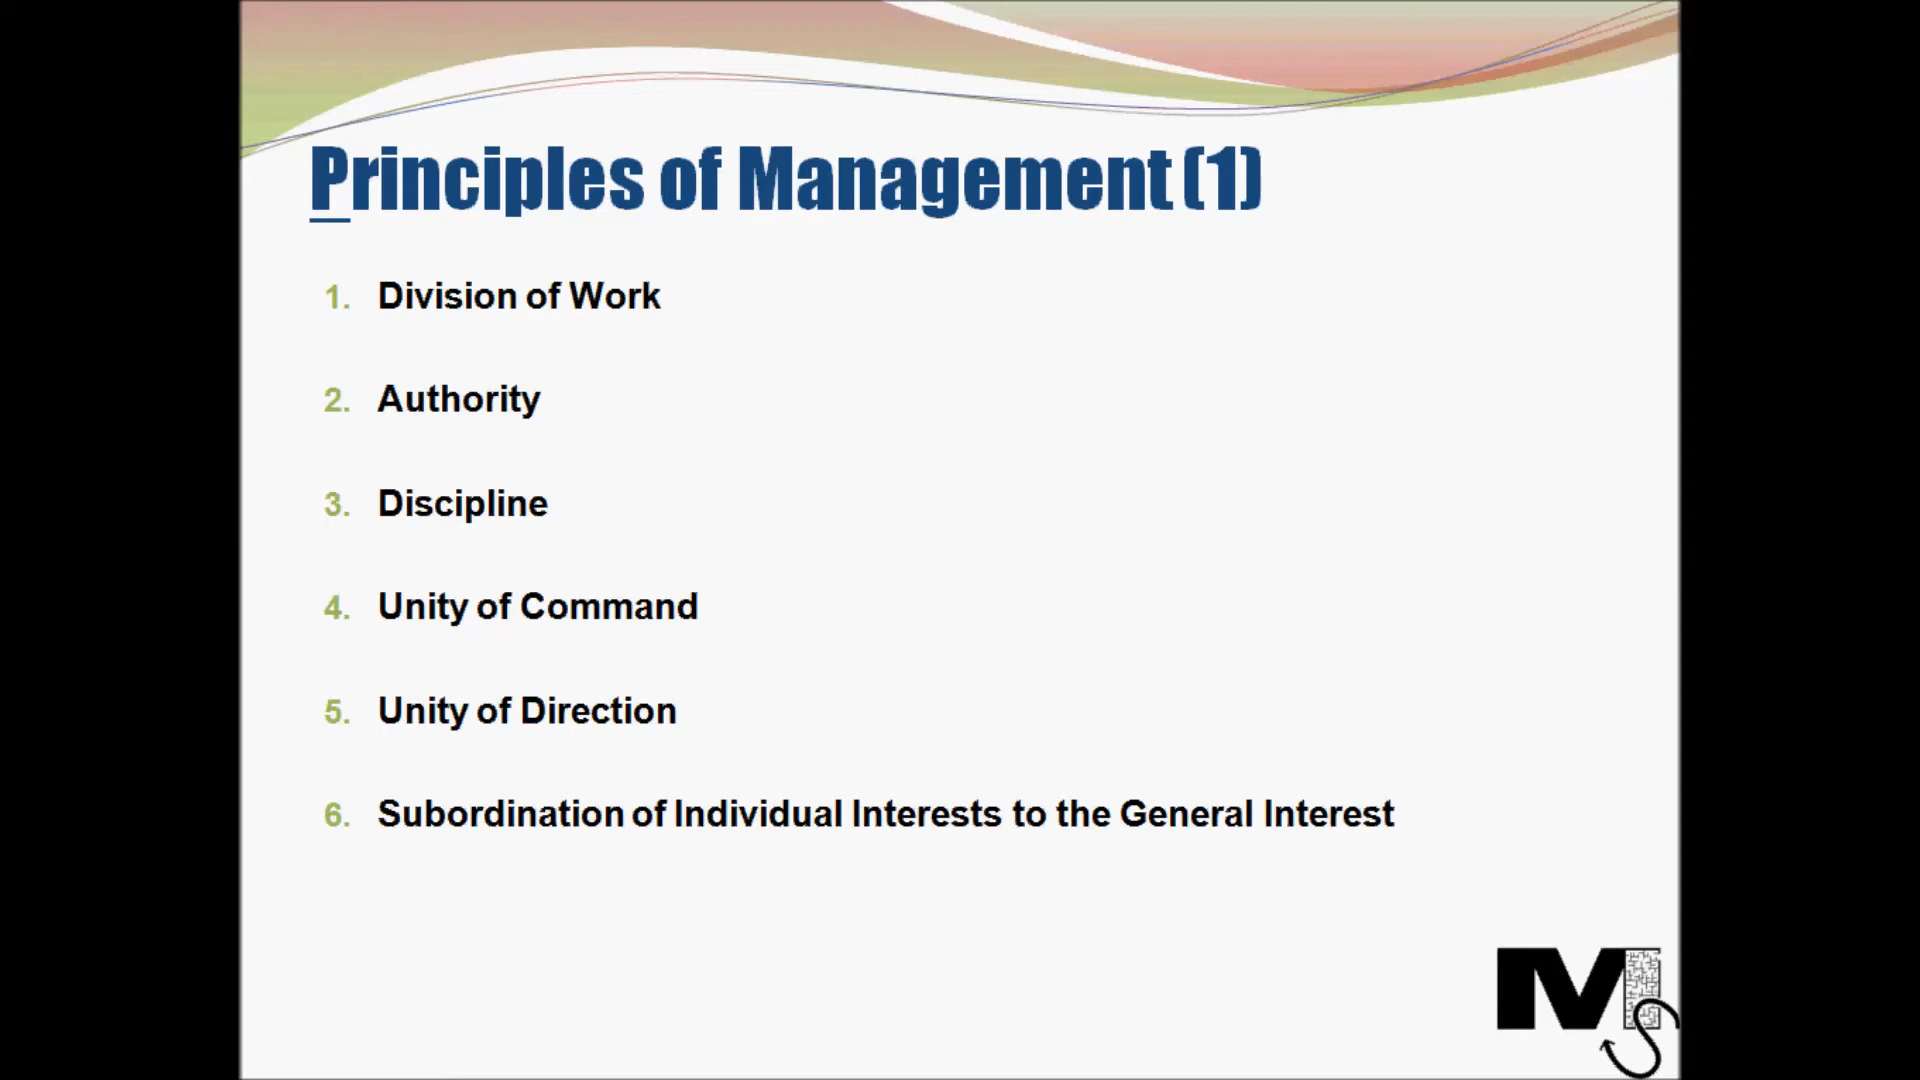 Principles of Management (1)
1. Division of Work
2. Authority
3. Discipline
4. Unity of Command
5. Unity of Direction
6. Subordination of Individual Interests to the General Interest
MS